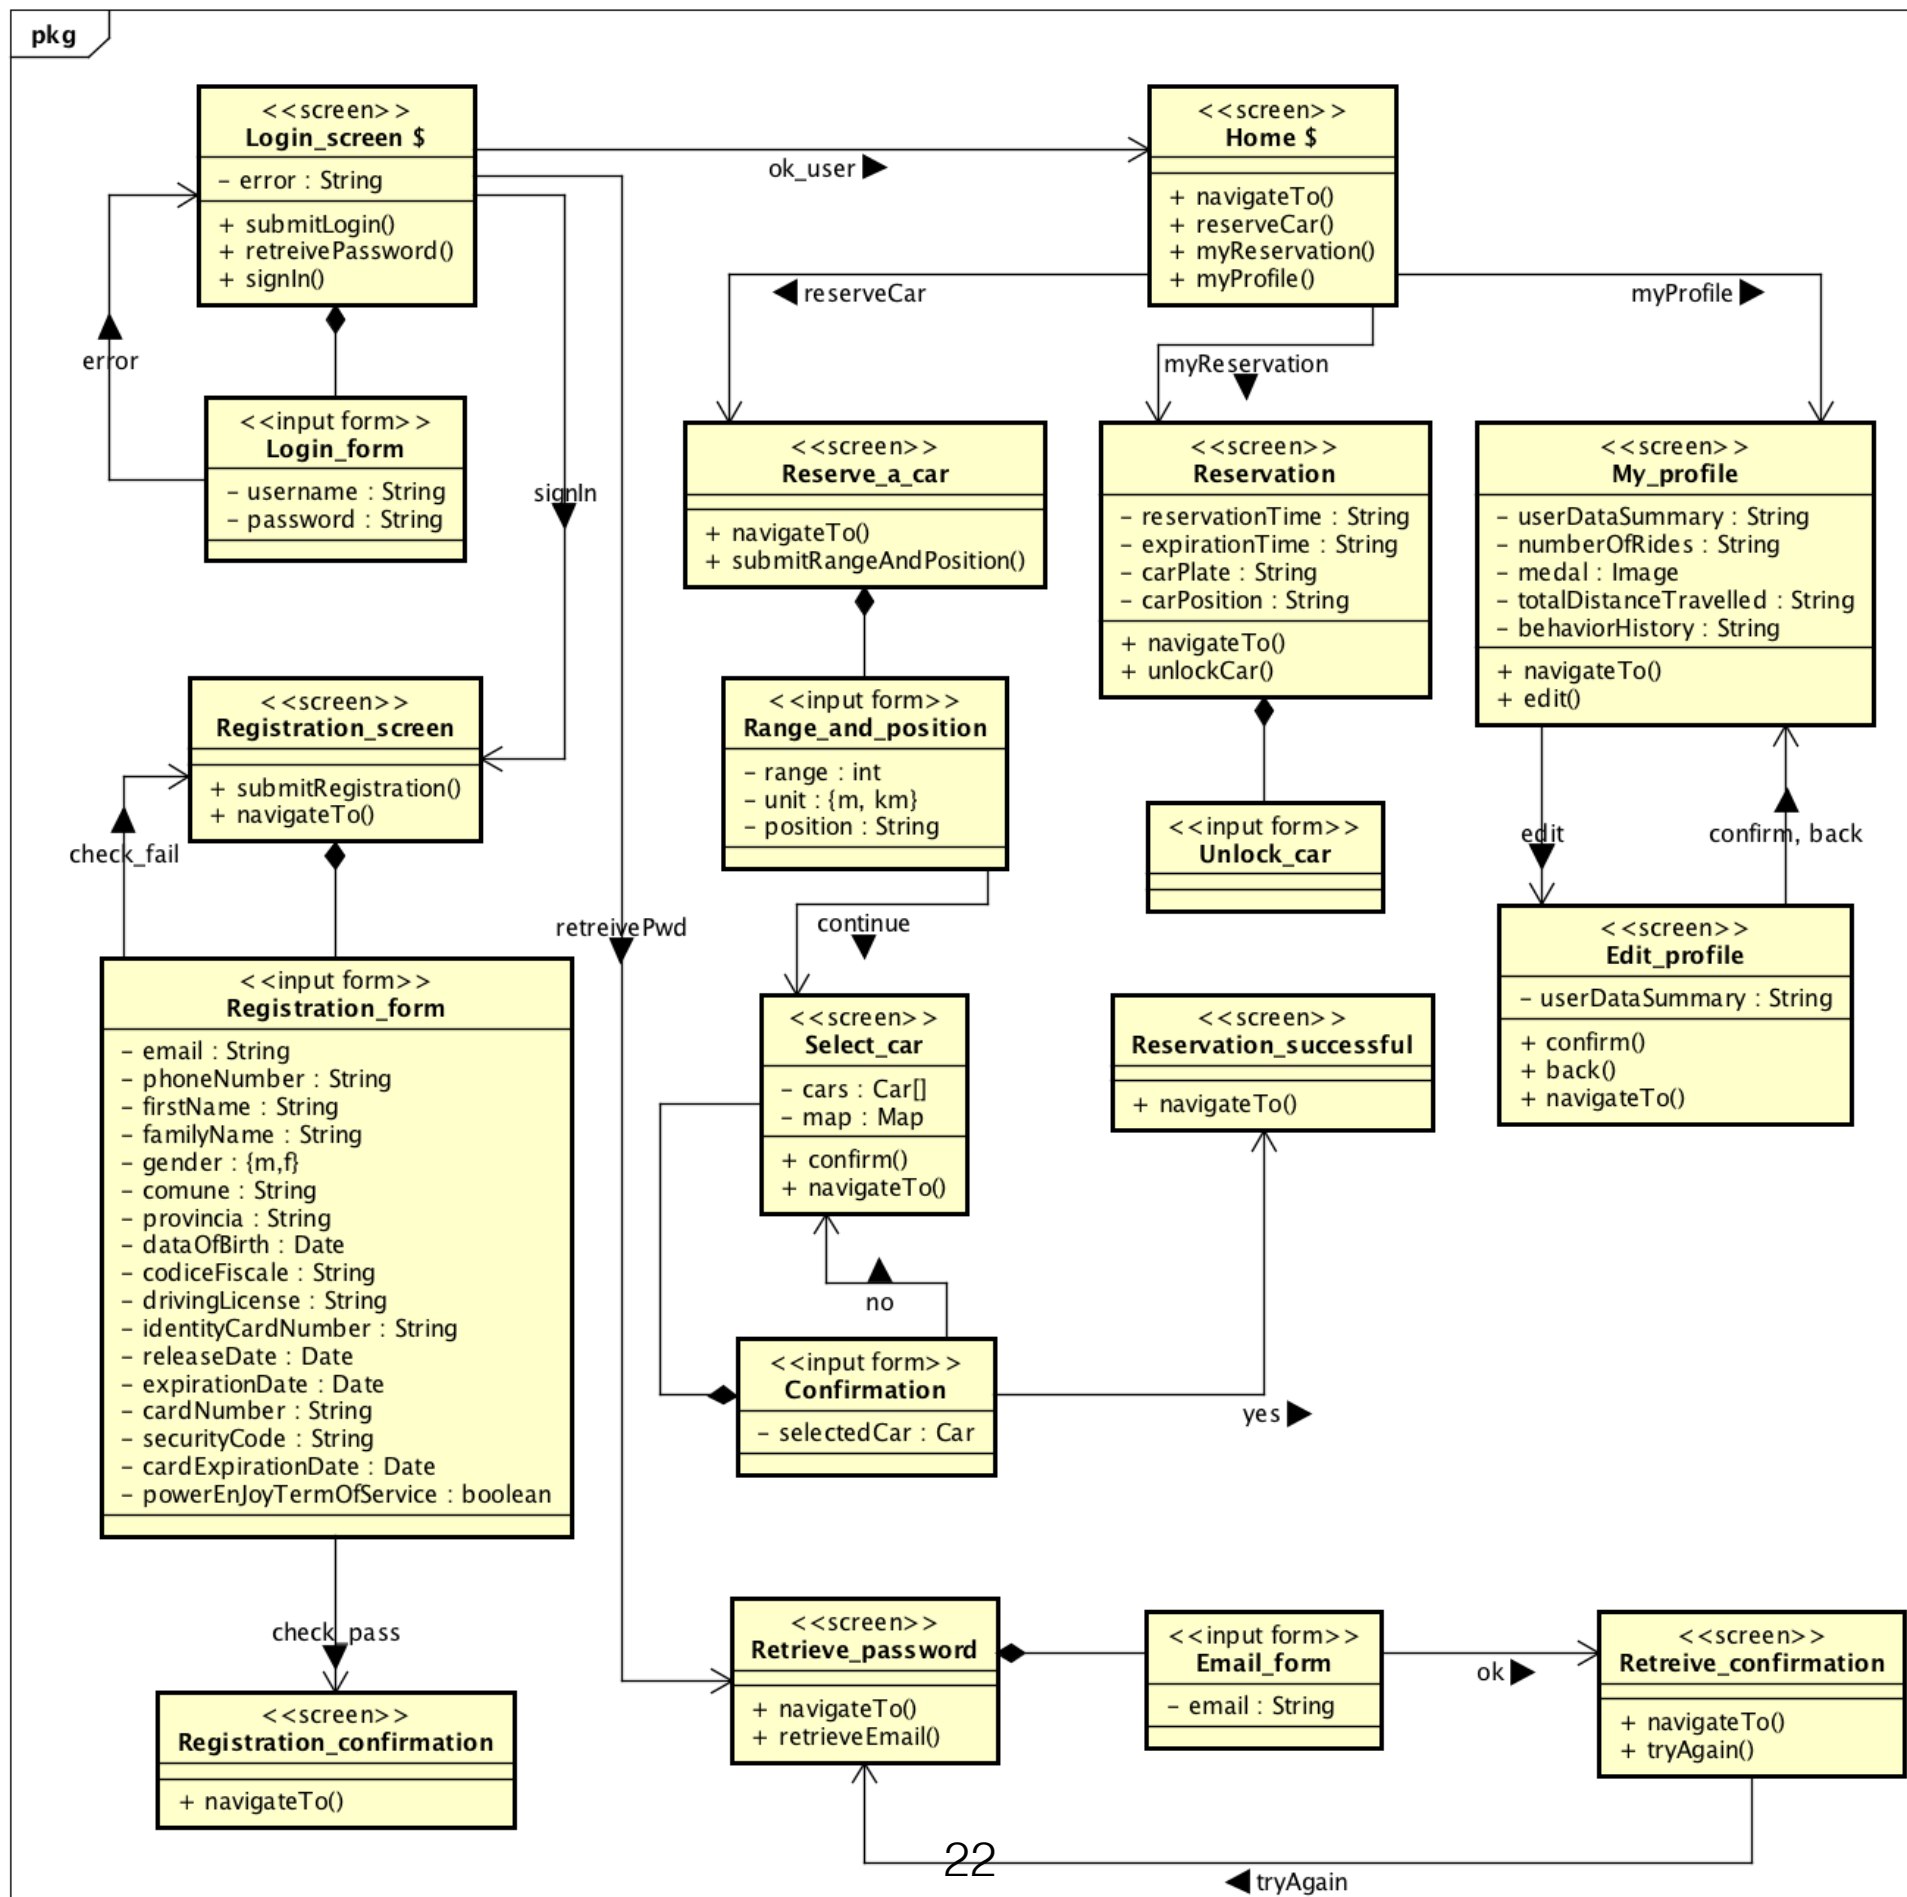 pkg
<<screen>>
Login_screen $
– error : String
+ submitLogin()
+ retreivePassword()
+ signIn()
ok_user
<<screen>>
Home $
+ navigateTo()
+ reserveCar()
+ myReservation()
+ myProfile()
error
reserveCar
myReservation
myProfile
<<input form>>
Login_form
– username : String
– password : String
signIn
<<screen>>
Reserve_a_car
+ navigateTo()
+ submitRangeAndPosition()
<<screen>>
Reservation
– reservationTime : String
– expirationTime : String
– carPlate : String
– carPosition : String
+ navigateTo()
+ unlockCar()
<<screen>>
My_profile
– userDataSummary : String
– numberOfRides : String
– medal : Image
– totalDistanceTravelled : String
– behaviorHistory : String
+ navigateTo()
+ edit()
<<screen>>
Registration_screen
+ submitRegistration()
+ navigateTo()
check_fail
<<input form>>
Range_and_position
– range : int
– unit : {m, km}
– position : String
<<input form>>
Unlock_car
edit
confirm, back
retreivePwd
continue
<<screen>>
Edit_profile
– userDataSummary : String
+ confirm()
+ back()
+ navigateTo()
<<input form>>
Registration_form
– email : String
– phoneNumber : String
– firstName : String
– familyName : String
– gender : {m,f}
– comune : String
– provincia : String
– dataOfBirth : Date
– codiceFiscale : String
– drivingLicense : String
– identityCardNumber : String
– releaseDate : Date
– expirationDate : Date
– cardNumber : String
– securityCode : String
– cardExpirationDate : Date
– powerEnJoyTermOfService : boolean
<<screen>>
Select_car
– cars : Car[]
– map : Map
+ confirm()
+ navigateTo()
<<screen>>
Reservation_successful
+ navigateTo()
no
<<input form>>
Confirmation
– selectedCar : Car
yes
check_pass
<<screen>>
Registration_confirmation
+ navigateTo()
<<screen>>
Retrieve_password
+ navigateTo()
+ retrieveEmail()
<<input form>>
Email_form
– email : String
ok
<<screen>>
Retreive_confirmation
+ navigateTo()
+ tryAgain()
22
tryAgain